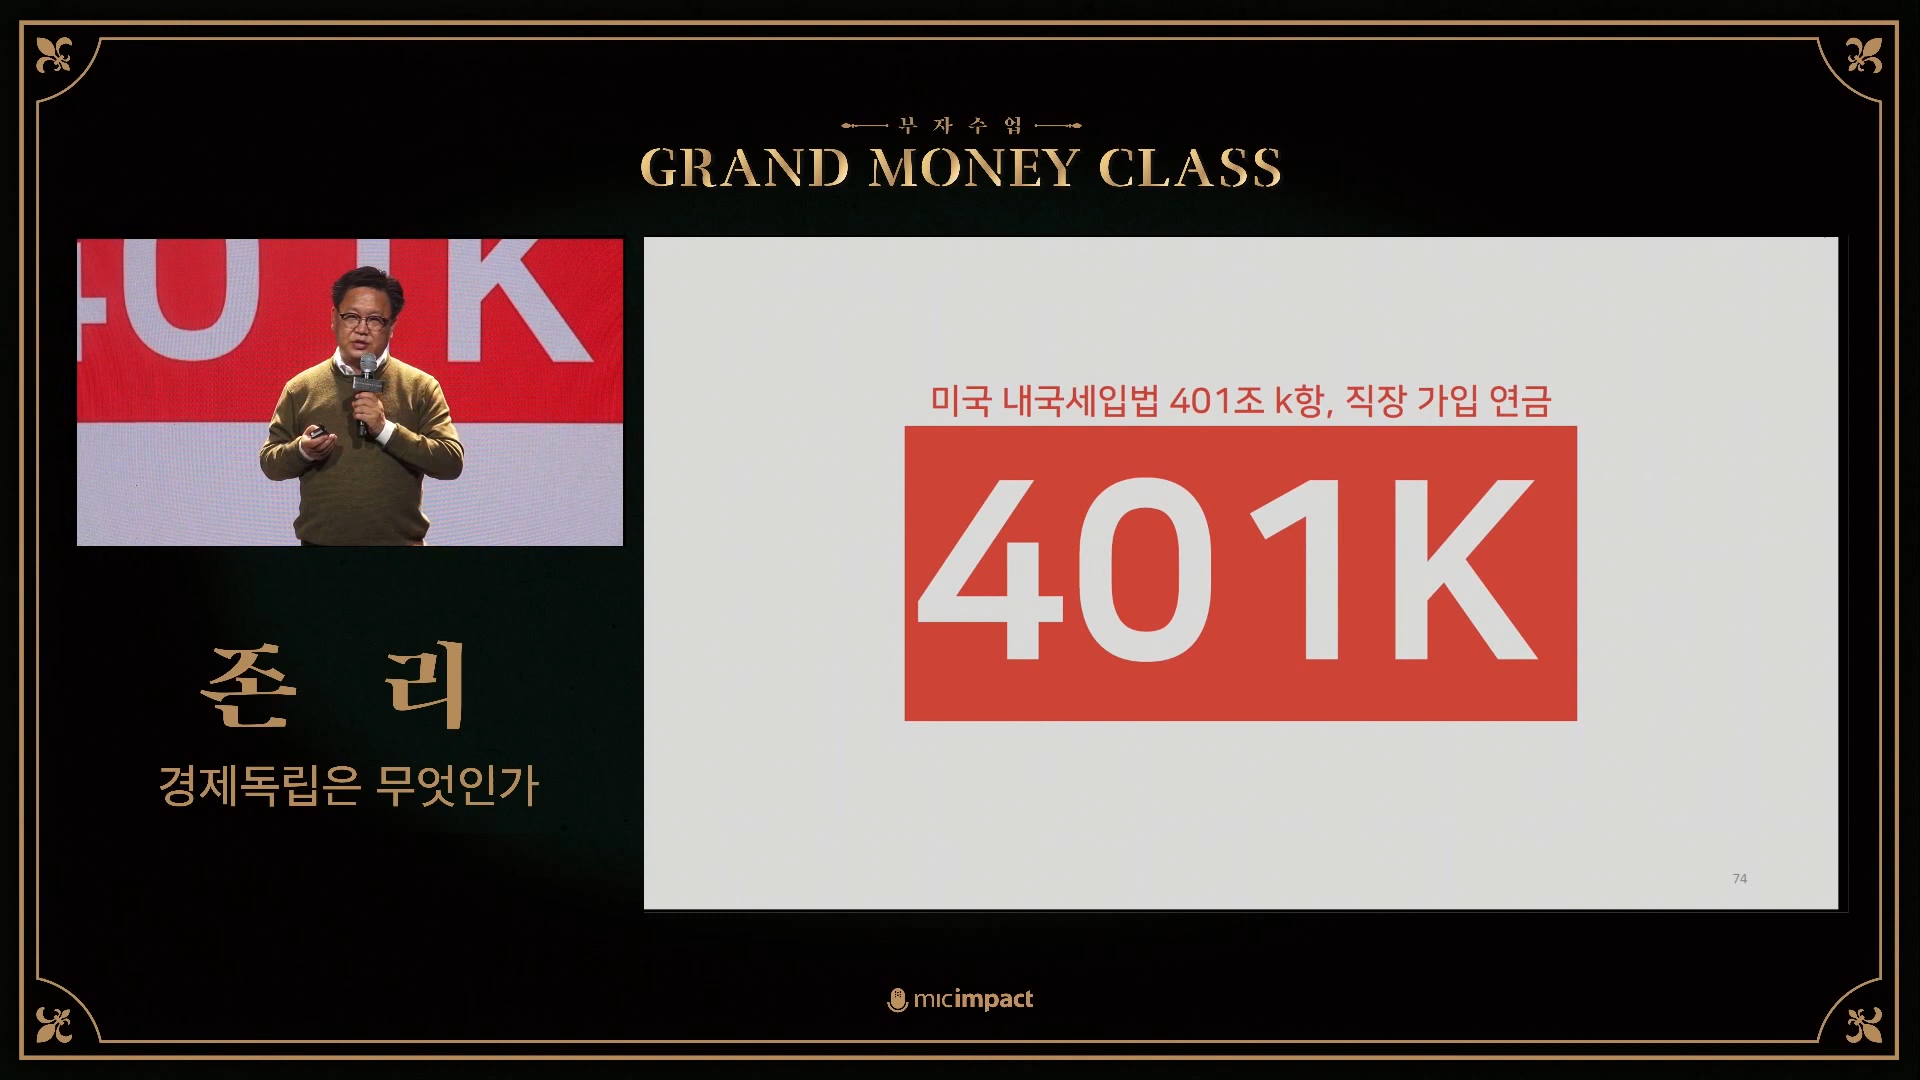 부자수업
GRAND MONEY CLASS
401K
미국 내국세입법 401조 k항, 직장 가입 연금
401K
74
존 리
경제독립은 무엇인가
micimpact